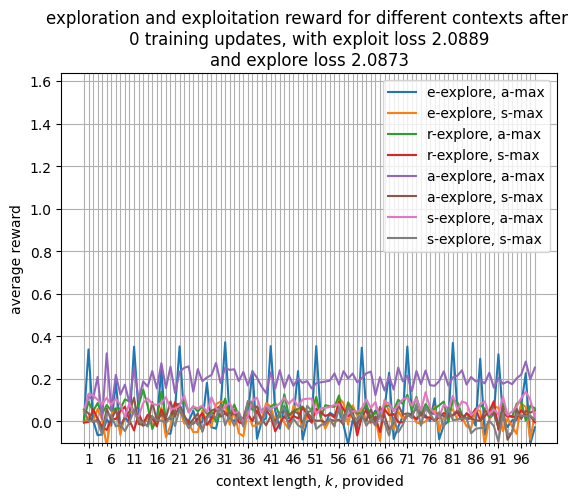 exploration and exploitation reward for different contexts after
0 training updates, with exploit loss 2.0889
and explore loss 2.0873
1.6
1.4
1.2
1.0
0.8
0.6
0.4
0.2
0.0
average reward
e-explore, a-max
e-explore, s-max
r-explore, a-max
r-explore, s-max
a-explore, a-max
a-explore, s-max
s-explore, a-max
s-explore, s-max
1 6 11 16 21 26 31 36 41 46 51 56 61 66 71 76 81 86 91 96
context length, k, provided